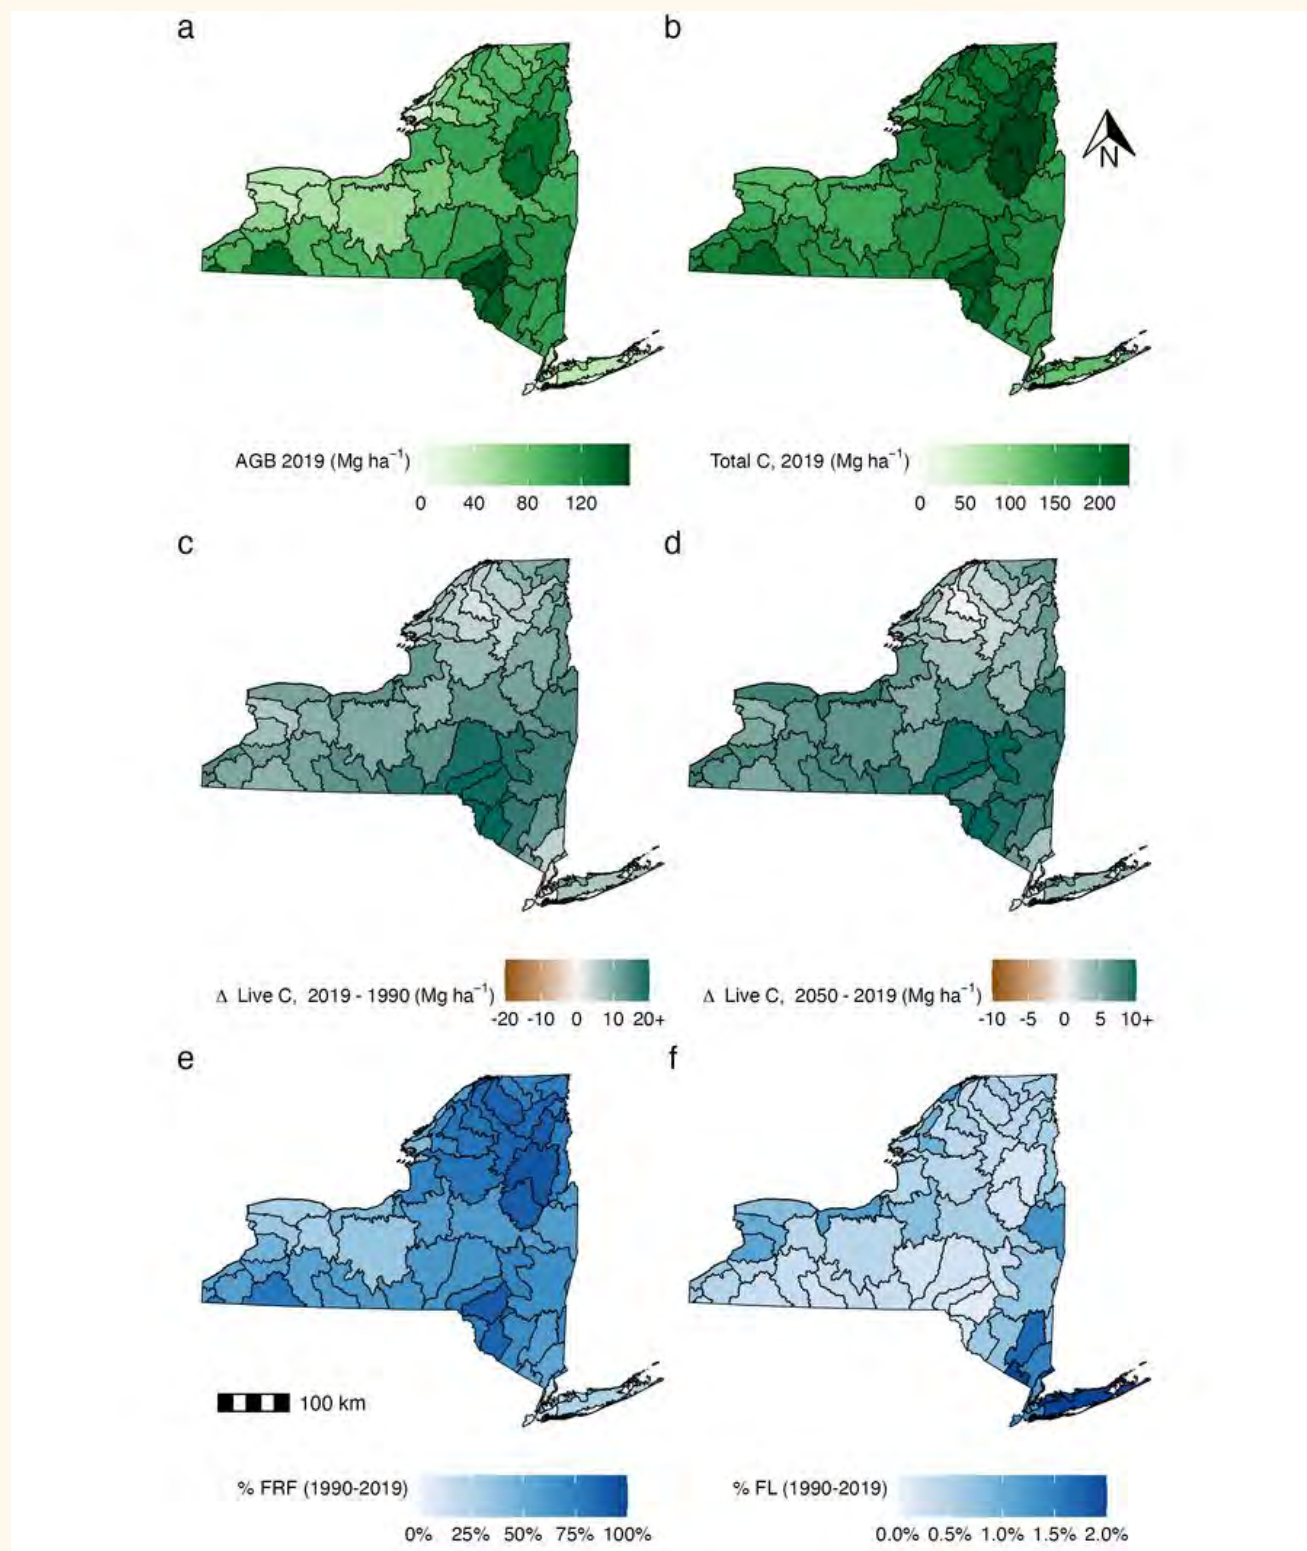 a b
N
AGB 2019 (Mg ha⁻¹) Total C, 2019 (Mg ha⁻¹)
0 40 80 120 0 50 100 150 200
c d
Δ Live C, 2019 - 1990 (Mg ha⁻¹) Δ Live C, 2050 - 2019 (Mg ha⁻¹)
-20 -10 0 10 20+ -10 -5 0 5 10+
e f
100 km
% FRF (1990-2019) % FL (1990-2019)
0% 25% 50% 75% 100% 0.0% 0.5% 1.0% 1.5% 2.0%